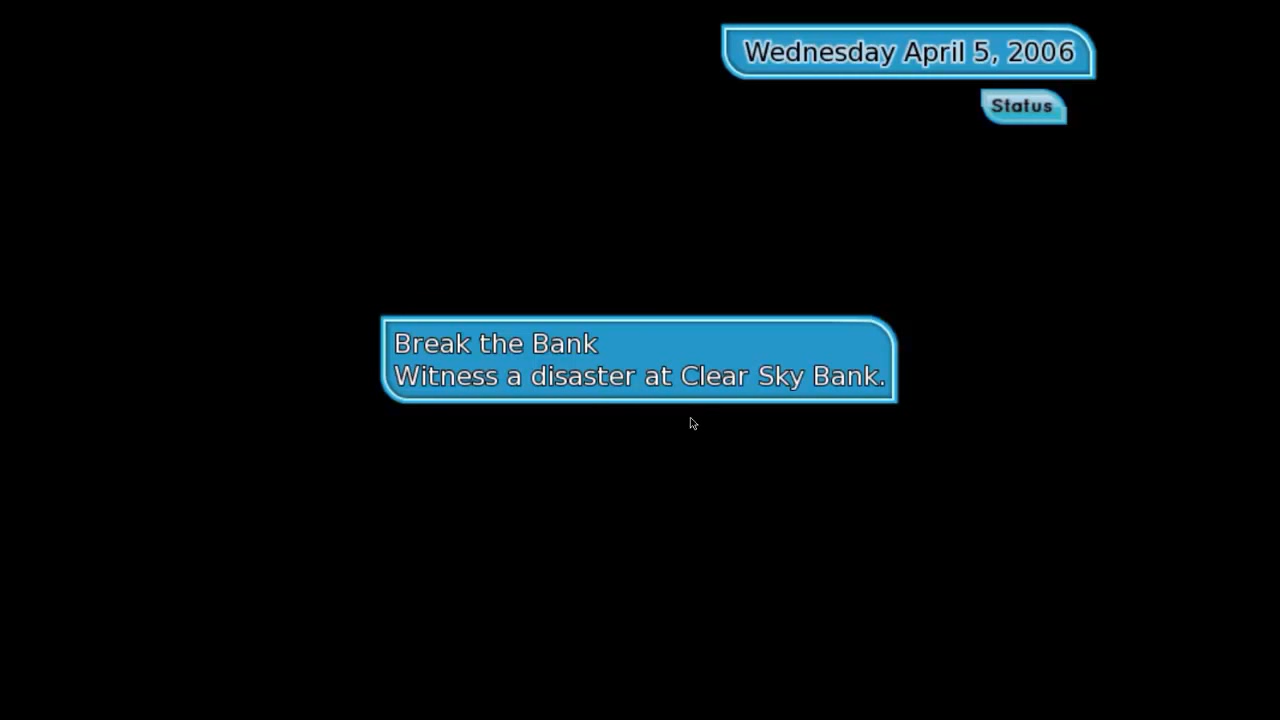 Wednesday April 5, 2006
Status
Break the Bank
Witness a disaster at Clear Sky Bank.